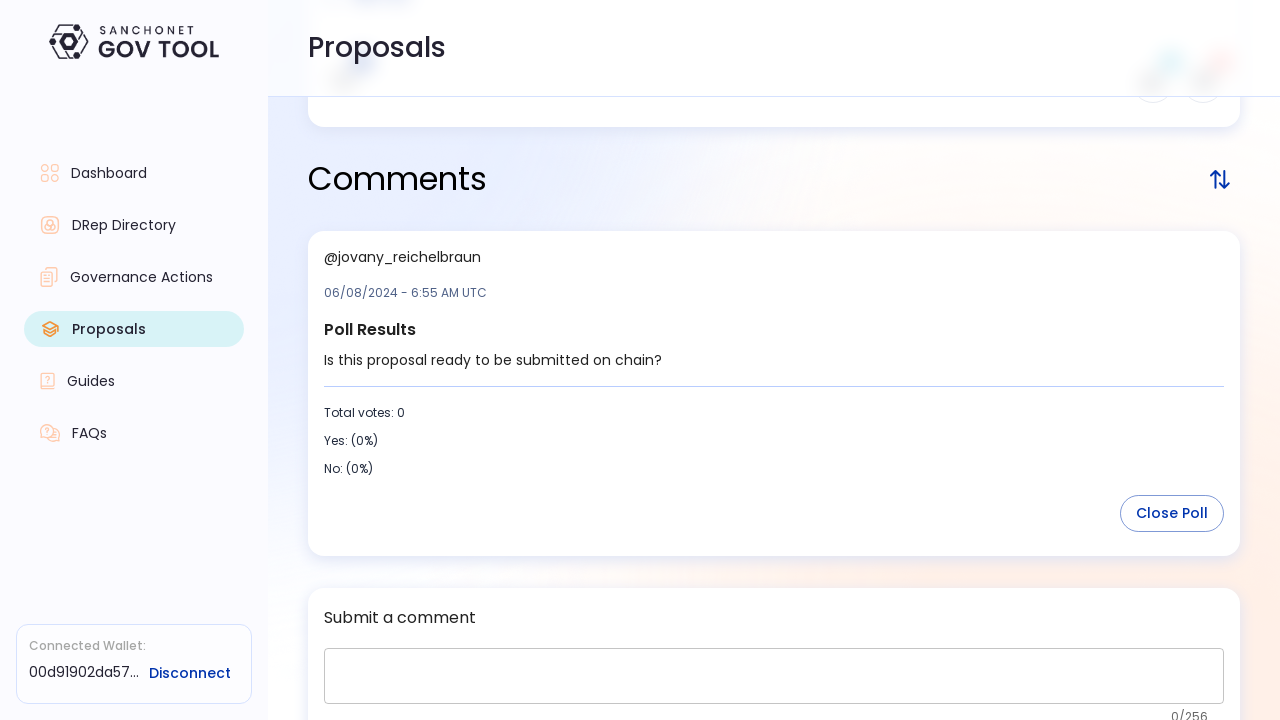 SANCHONET
GOV TOOL
Proposals
Dashboard
DRep Directory
Governance Actions
Proposals
Guides
FAQs
Connected Wallet:
00d91902da57...
Disconnect
Comments
@jovany_reichelbraun
06/08/2024 - 6:55 AM UTC
Poll Results
Is this proposal ready to be submitted on chain?
Total votes: 0
Yes: (0%)
No: (0%)
Close Poll
Submit a comment
0/256